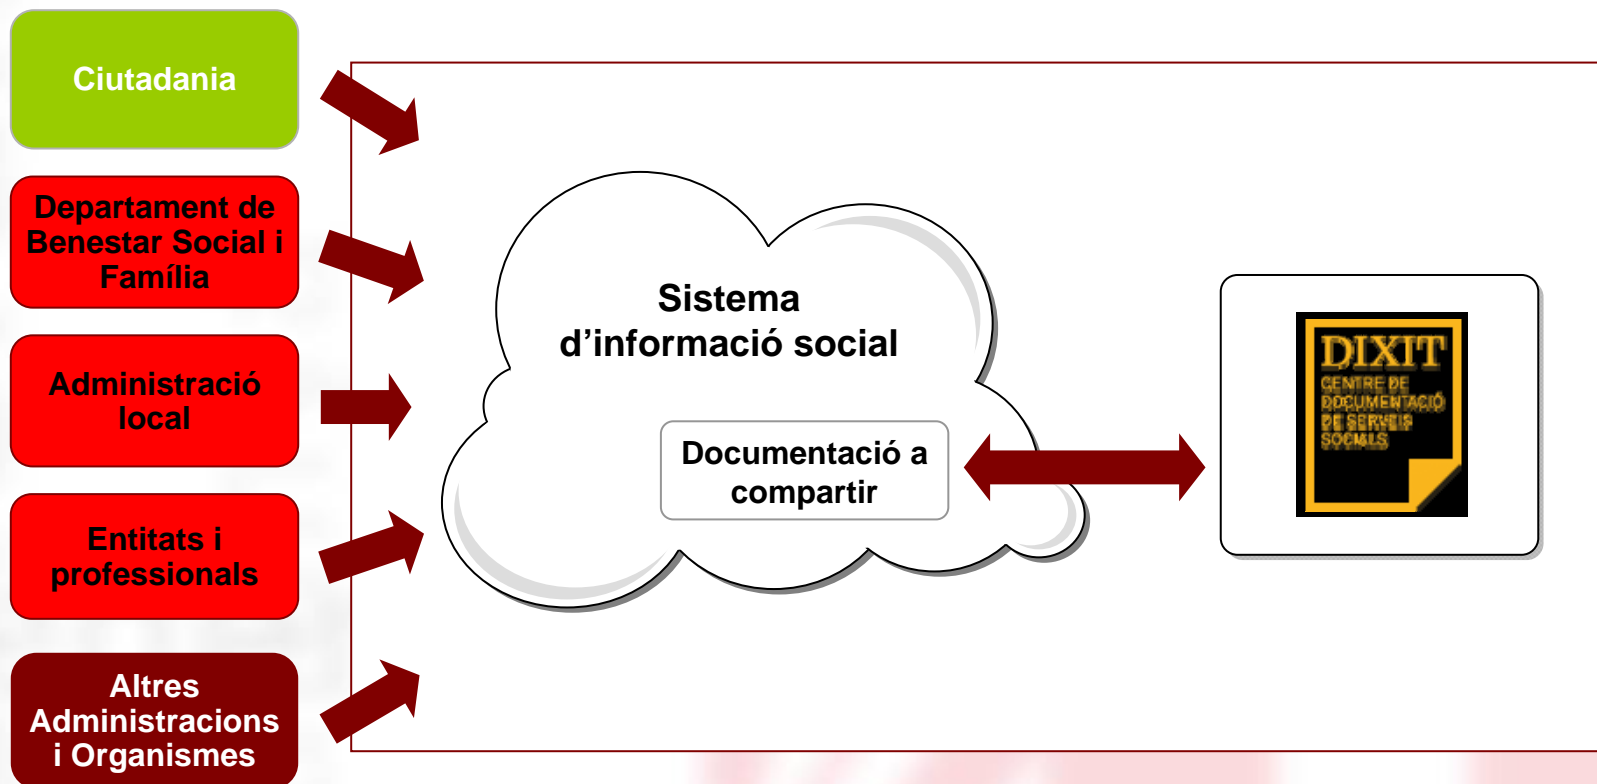 Ciutadania
Departament de
Benestar Social i
Família
Administració
local
Entitats i
professionals
Altres
Administracions
i Organismes
Sistema
d’informació social
Documentació a
compartir
DIXIT
CENTRE DE
DOCUMENTACIÓ
DE SERVEIS
SOCIALS